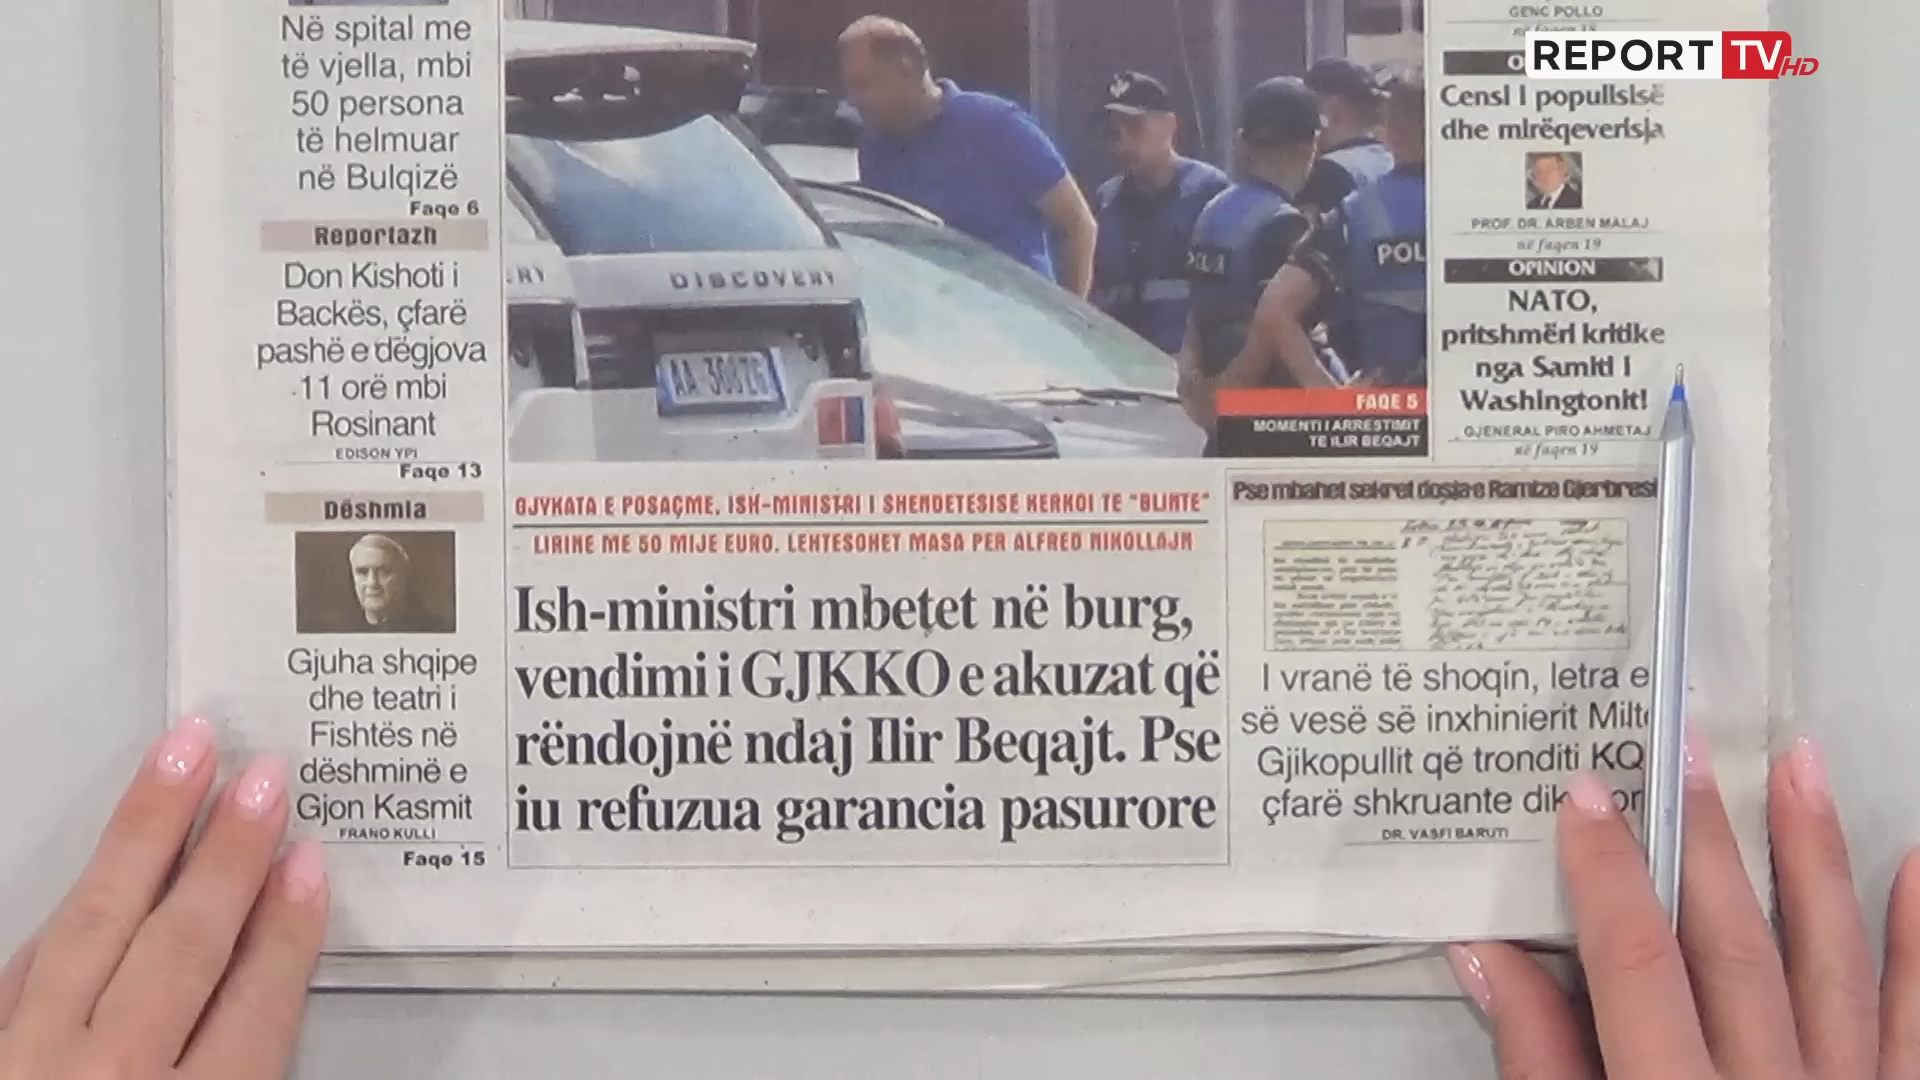 Në spital me
të vjella, mbi
50 persona
të helmuar
në Bulqizë
Faqe 6
Reportazh
Don Kishoti i
Backës, çfarë
pashë e dëgjova
11 orë mbi
Rosinant
EDISON YPI
Faqe 13
Dëshmia
Gjuha shqipe
dhe teatri i
Fishtës në
dëshminë e
Gjon Kasmit
FRANO KULLI
Faqe 15
DISCOVERY
POL
FAQE 5
MOMENTI I ARRESTIMIT
TE ILIR BEQAJT
GJYKATA E POSAÇME, ISH-MINISTRI I SHENDETESISE KERKOI TE "BLINTE"
LIRINE ME 50 MIJE EURO. LEHTESOHET MASA PER ALFRED NIKOLLAJN
Ish-ministri mbetet në burg,
vendimi i GJKKO e akuzat që
rëndojnë ndaj Ilir Beqajt. Pse
iu refuzua garancia pasurore
REPORT TV HD
GENC POLLO
Censi i popullsisë
dhe mirëqeverisja
PROF. DR. ARBEN MALAJ
në faqen 19
OPINION
NATO,
pritshmëri kritike
nga Samiti i
Washingtonit!
GJENERAL PIRO AHMETAJ
në faqen 19
Pse mbahet sekret dosja e Ramize Gjerbresi
I vranë të shoqin, letra e
së vesë së inxhinierit Milto
Gjikopullit që tronditi KQ
çfarë shkruante
DR. VASFI BARUTI